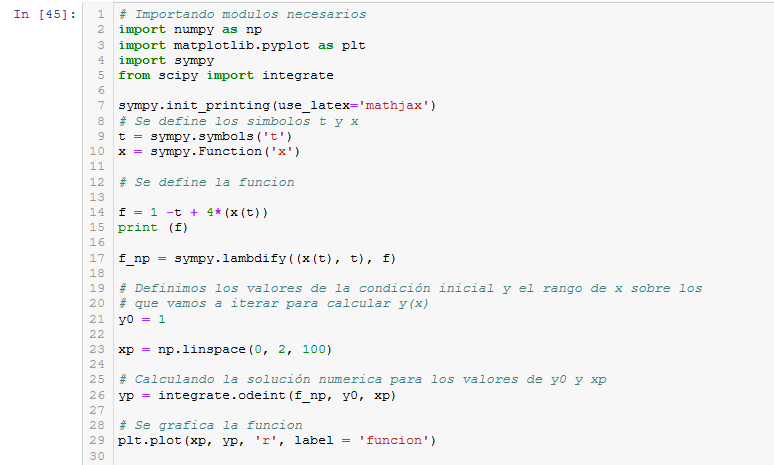 In [45]:
1 # Importando modulos necesarios
2 import numpy as np
3 import matplotlib.pyplot as plt
4 import sympy
5 from scipy import integrate
6
7 sympy.init_printing(use_latex='mathjax')
8 # Se define los simbolos t y x
9 t = sympy.symbols('t')
10 x = sympy.Function('x')
11
12 # Se define la funcion
13
14 f = 1 -t + 4*(x(t))
15 print (f)
16
17 f_np = sympy.lambdify((x(t), t), f)
18
19 # Definimos los valores de la condición inicial y el rango de x sobre los
20 # que vamos a iterar para calcular y(x)
21 y0 = 1
22
23 xp = np.linspace(0, 2, 100)
24
25 # Calculando la solución numerica para los valores de y0 y xp
26 yp = integrate.odeint(f_np, y0, xp)
27
28 # Se grafica la funcion
29 plt.plot(xp, yp, 'r', label = 'funcion')
30